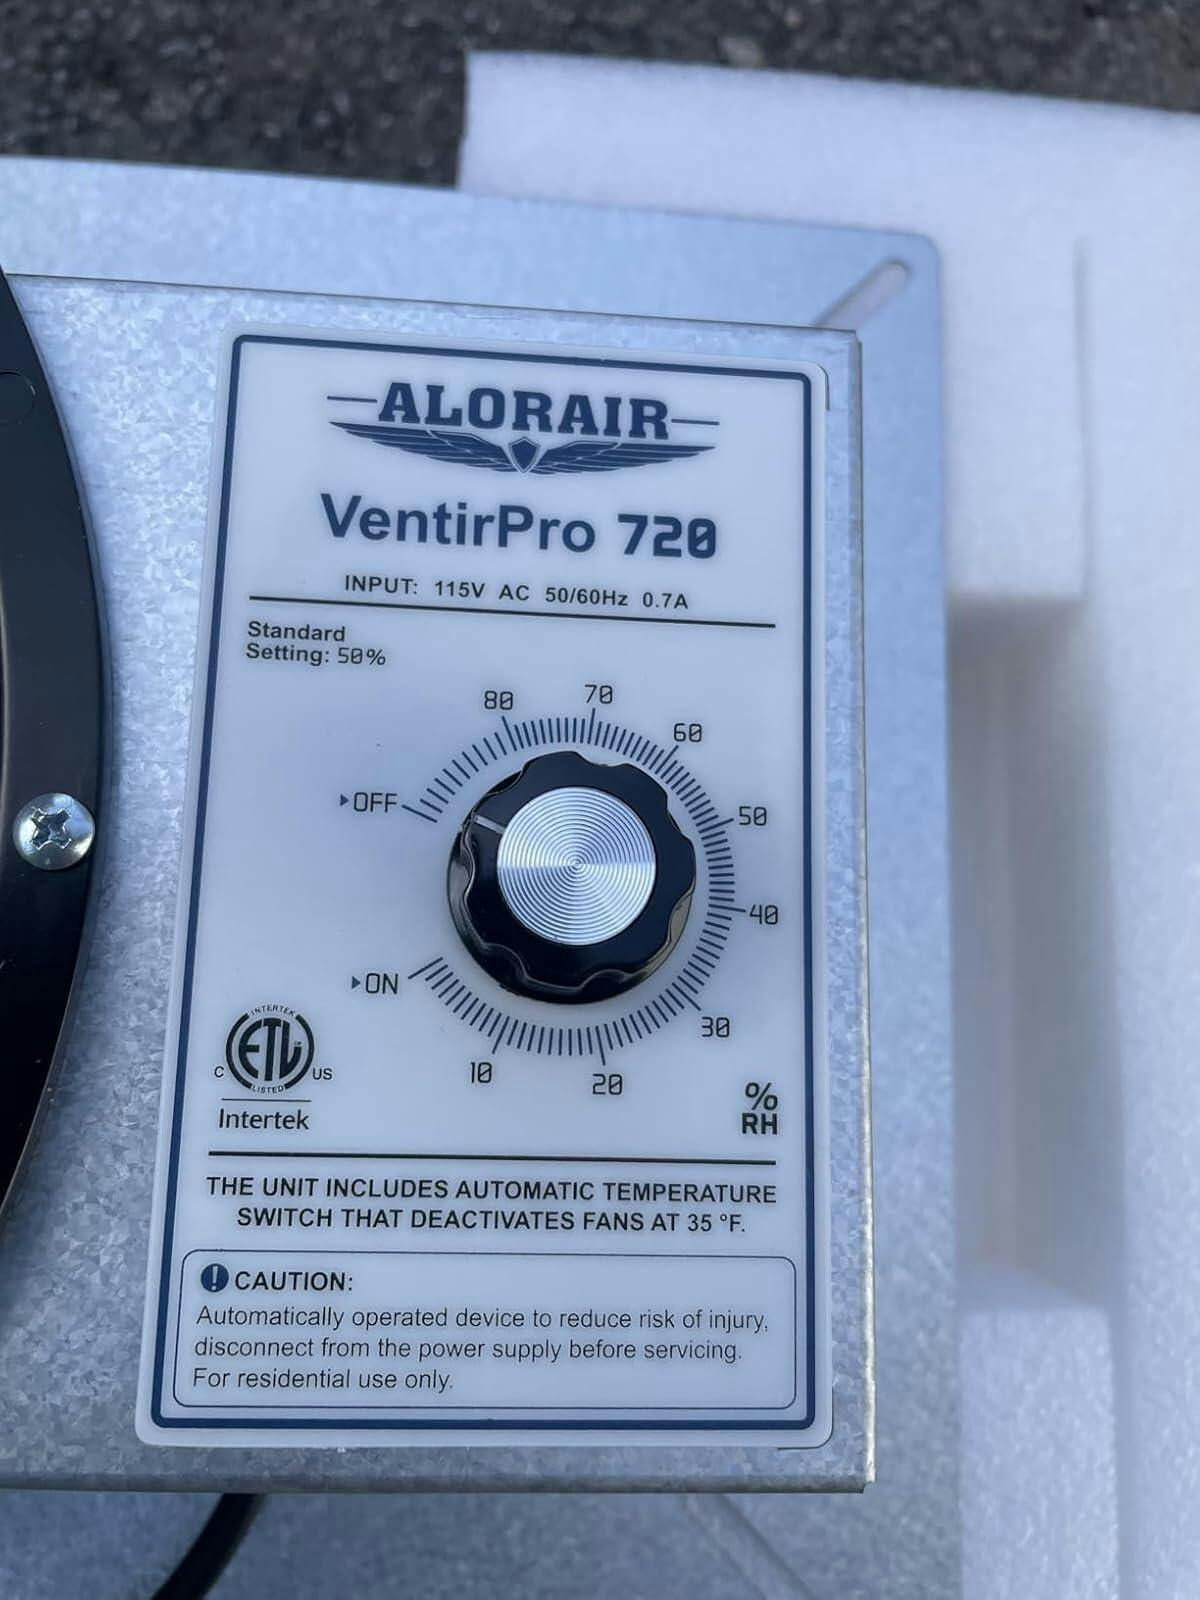 ALORAIR
VentirPro 720
INPUT: 115V AC 50/60Hz 0.7A
Standard
Setting: 50%
80
70
60
OFF
50
40
ON
30
10
20
INTERTEK
ETL
LISTED
C
US
Intertek
%
RH
THE UNIT INCLUDES AUTOMATIC TEMPERATURE
SWITCH THAT DEACTIVATES FANS AT 35 °F.
CAUTION:
Automatically operated device to reduce risk of injury,
disconnect from the power supply before servicing.
For residential use only.